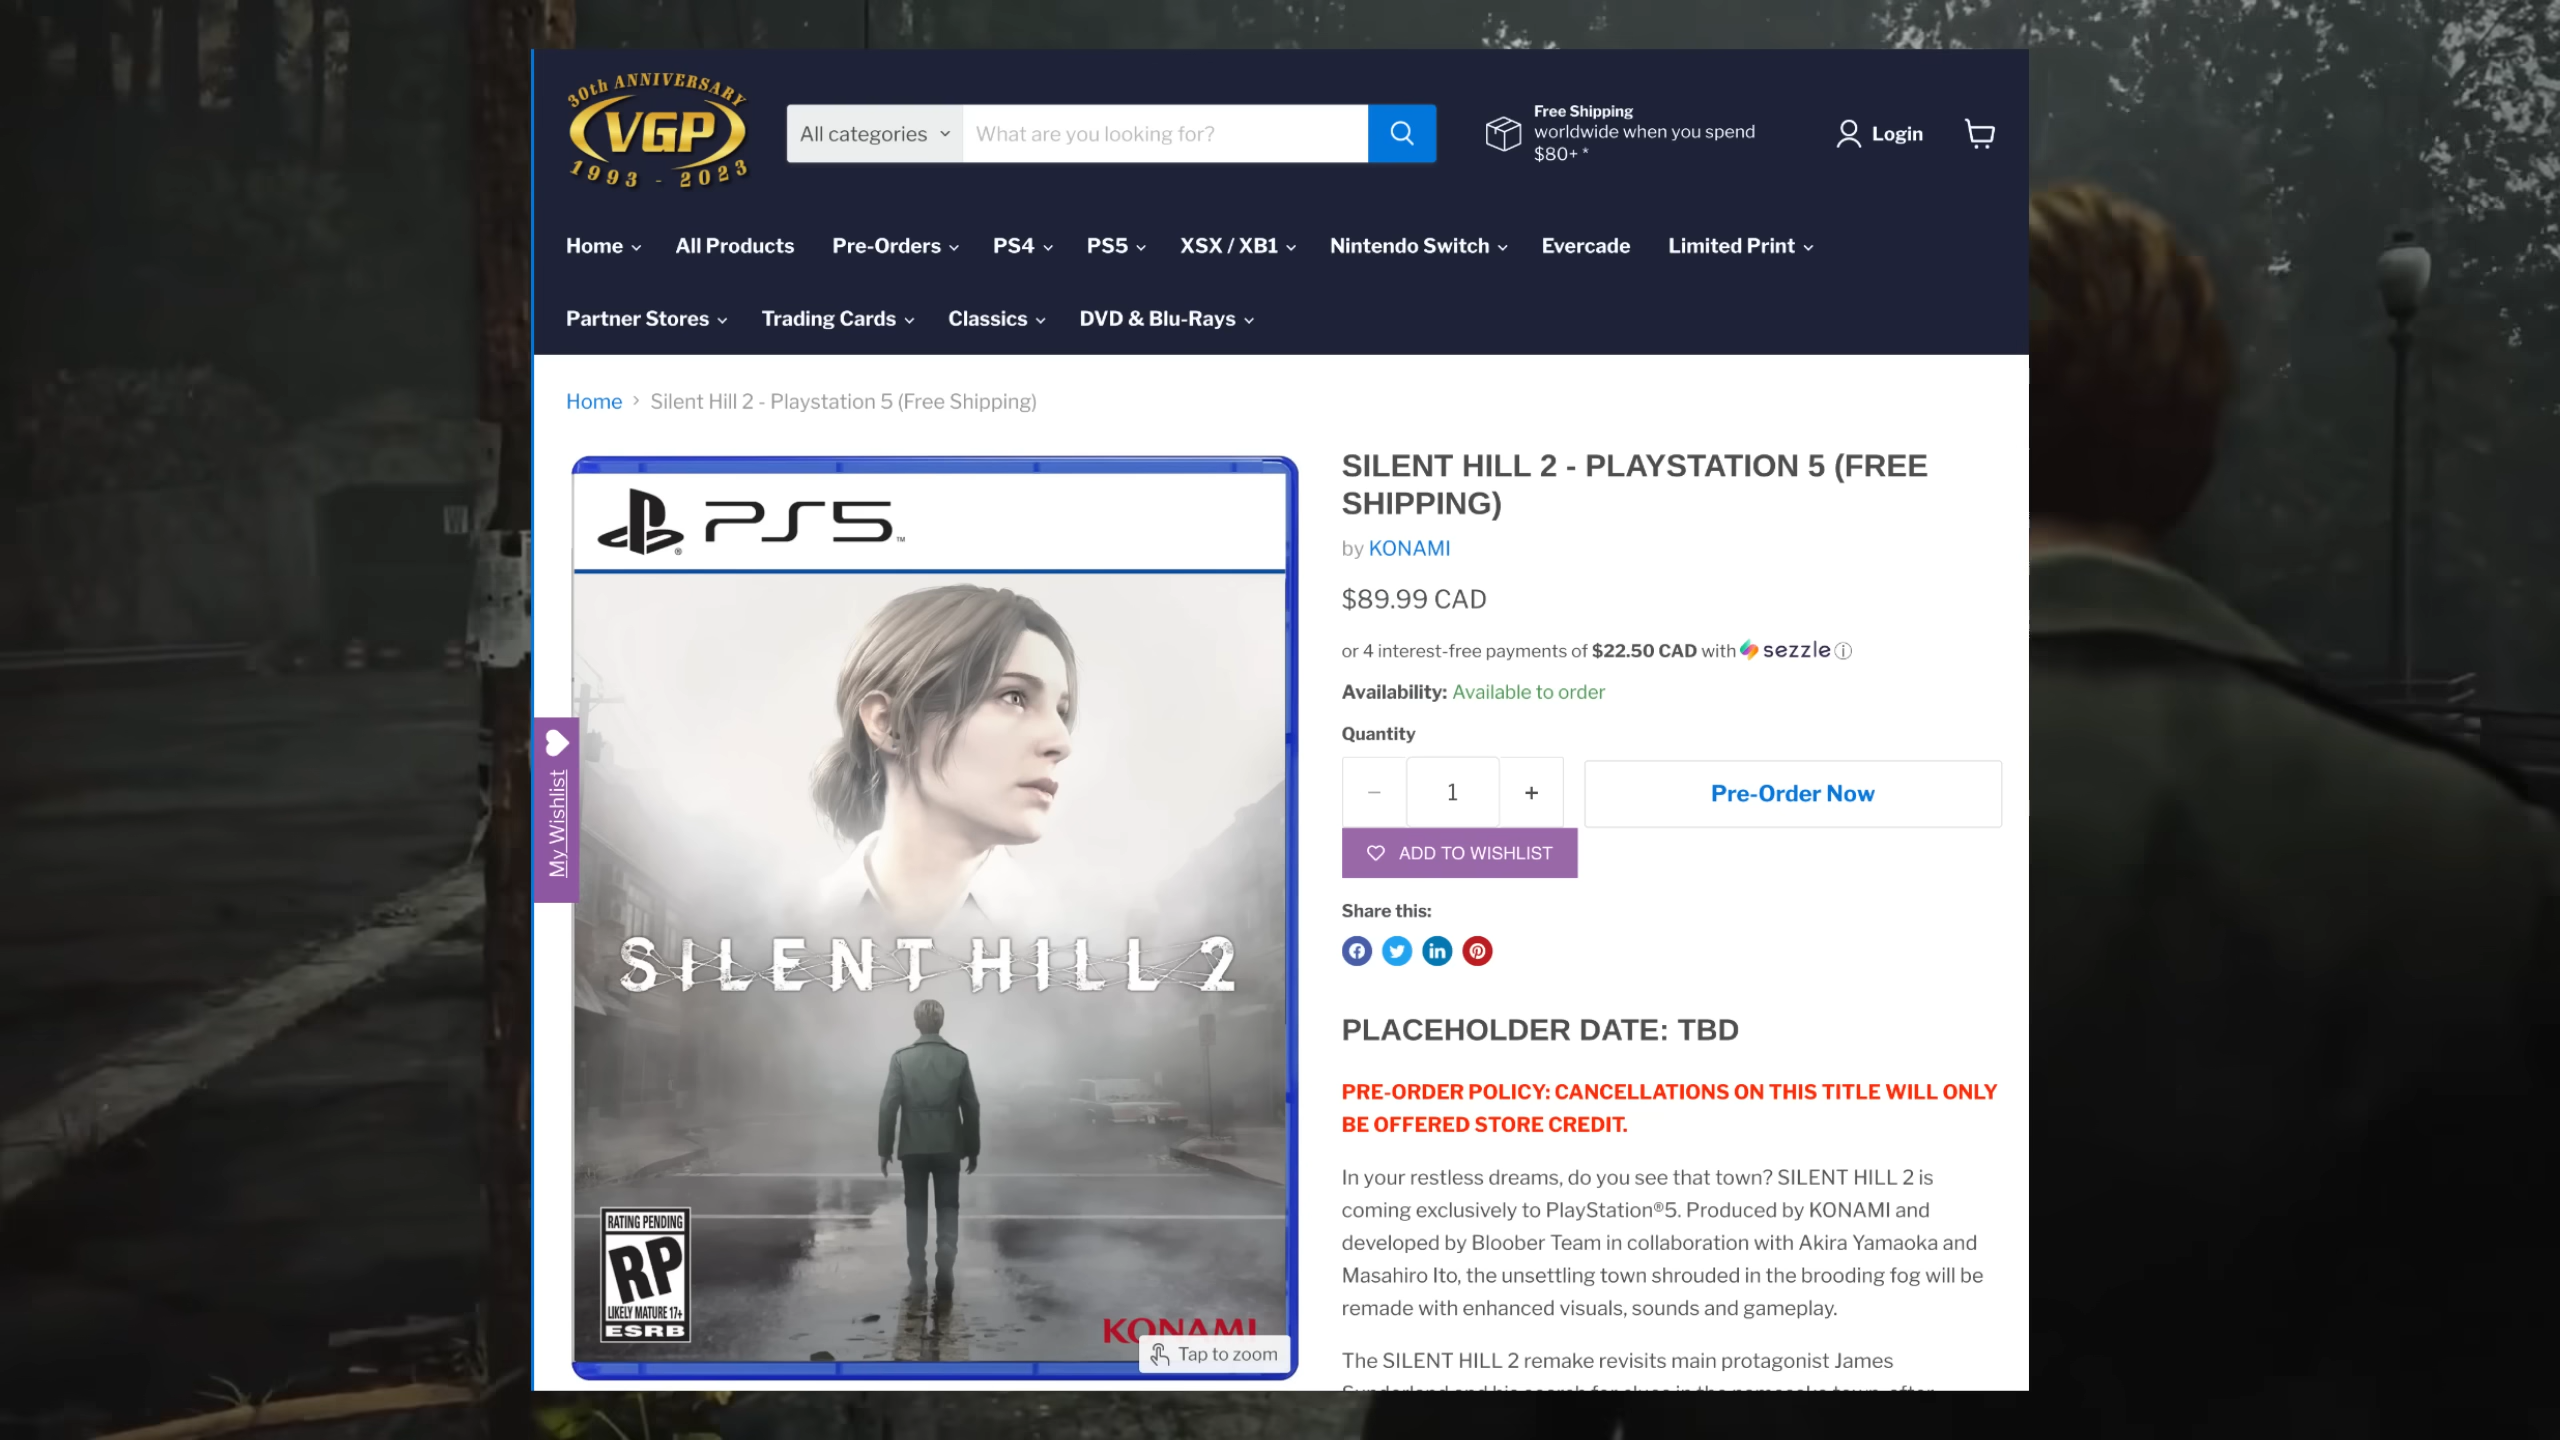 30th ANNIVERSARY
VGP
1993 - 2023
All categories
What are you looking for?
Free Shipping
worldwide when you spend
$80+ *
Login
Home
All Products
Pre-Orders
PS4
PS5
XSX / XB1
Nintendo Switch
Evercade
Limited Print
Partner Stores
Trading Cards
Classics
DVD & Blu-Rays
Home > Silent Hill 2 - Playstation 5 (Free Shipping)
My Wishlist
PS5™
SILENT HILL 2
RATING PENDING
RP
LIKELY MATURE 17+
ESRB
KONAMI
Tap to zoom
SILENT HILL 2 - PLAYSTATION 5 (FREE
SHIPPING)
by KONAMI
$89.99 CAD
or 4 interest-free payments of $22.50 CAD with sezzle
Availability: Available to order
Quantity
− 1 +
Pre-Order Now
ADD TO WISHLIST
Share this:
PLACEHOLDER DATE: TBD
PRE-ORDER POLICY: CANCELLATIONS ON THIS TITLE WILL ONLY
BE OFFERED STORE CREDIT.
In your restless dreams, do you see that town? SILENT HILL 2 is
coming exclusively to PlayStation®5. Produced by KONAMI and
developed by Bloober Team in collaboration with Akira Yamaoka and
Masahiro Ito, the unsettling town shrouded in the brooding fog will be
remade with enhanced visuals, sounds and gameplay.
The SILENT HILL 2 remake revisits main protagonist James